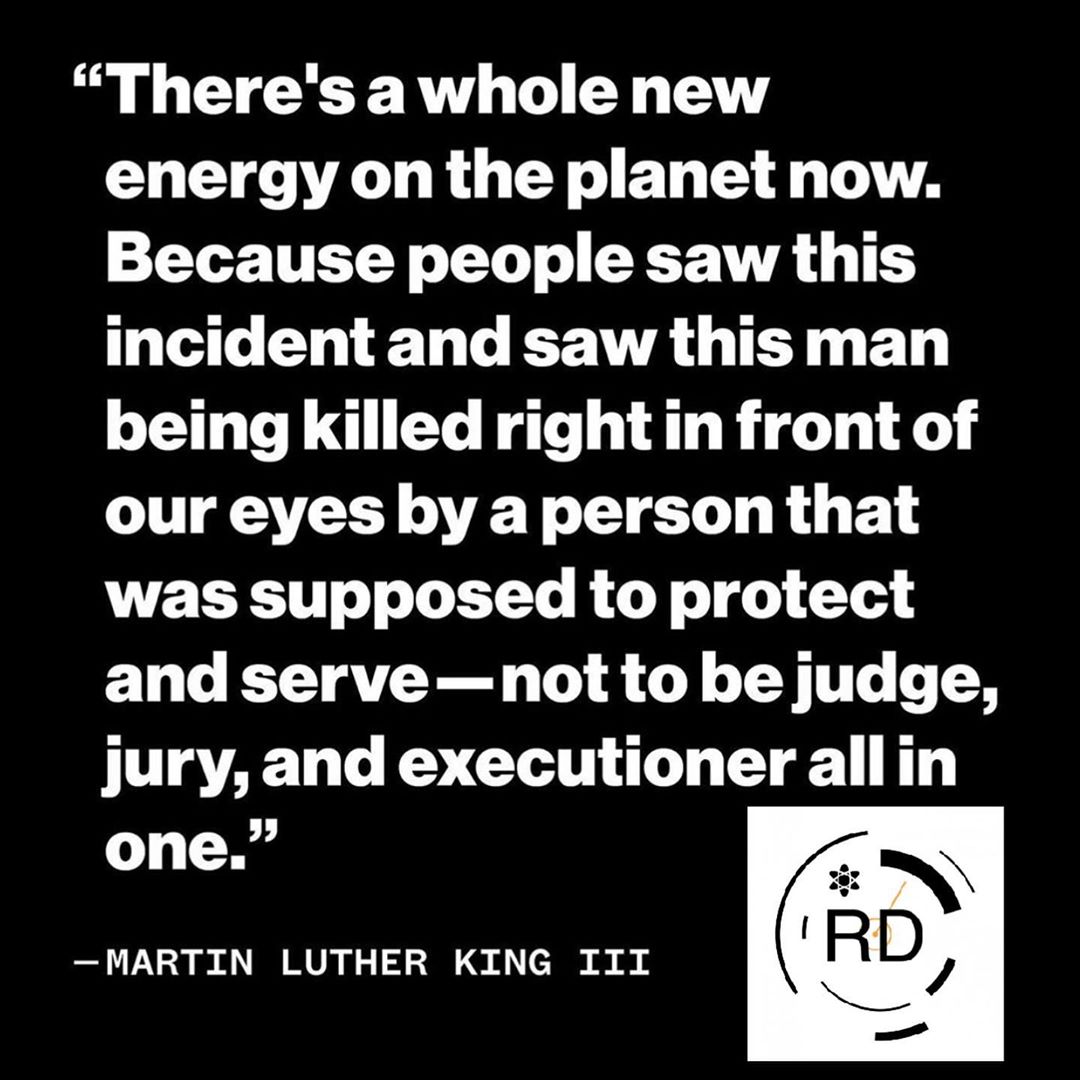 “There's a whole new
energy on the planet now.
Because people saw this
incident and saw this man
being killed right in front of
our eyes by a person that
was supposed to protect
and serve—not to be judge,
jury, and executioner all in
one.”
—MARTIN LUTHER KING III
RD